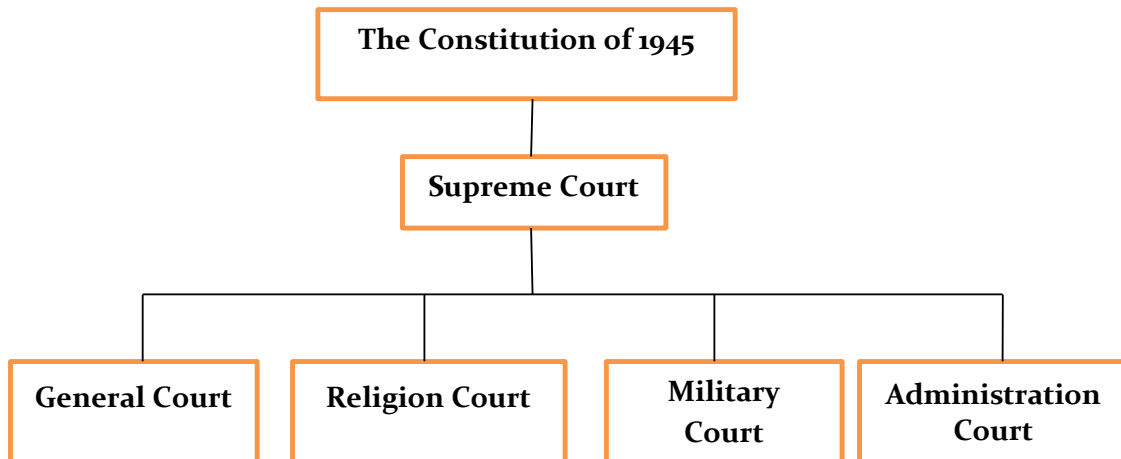 The Constitution of 1945
Supreme Court
General Court
Religion Court
Military
Court
Administration
Court